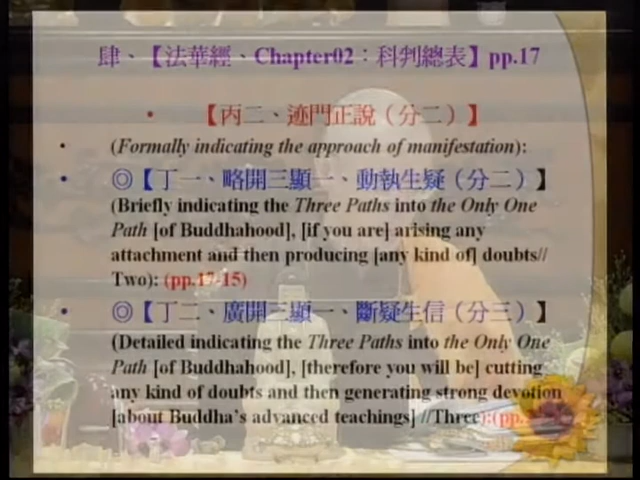 肆、【法華經、Chapter02：科判總表】pp.17
• 【丙二、迹門正說（分二）】
• (Formally indicating the approach of manifestation):
• ◎【丁一、略開三顯一、動執生疑（分二）】
(Briefly indicating the Three Paths into the Only One
Path [of Buddhahood], [if you are] arising any
attachment and then producing [any kind of] doubts//
Two): (pp.17-15)
• ◎【丁二、廣開三顯一、斷疑生信（分三）】
(Detailed indicating the Three Paths into the Only One
Path [of Buddhahood], [therefore you will be] cutting
any kind of doubts and then generating strong devotion
[about Buddha's advanced teachings] //Three):(pp.